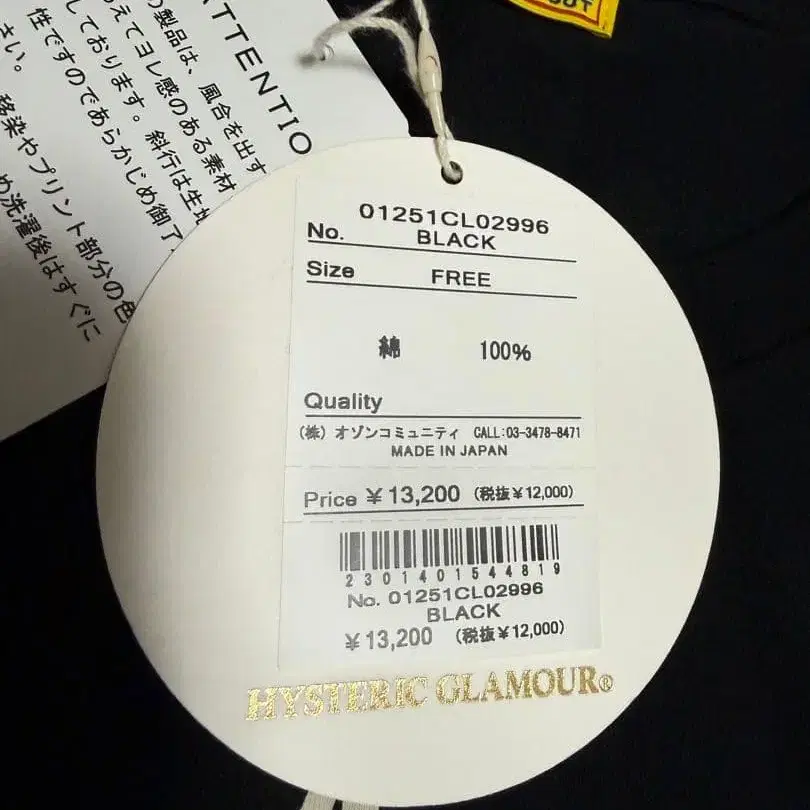 ATTENTIO
の製品は、風合を出す
えてヨレ感のある素材
しております。斜行は生地
性ですのであらかじめ御了
さい。
移染やプリント部分の色
め洗濯後はすぐに
OUT
01251CL02996
No. BLACK
Size FREE
綿 100%
Quality
(株) オゾンコミュニティ CALL:03-3478-8471
MADE IN JAPAN
Price ¥13,200 (税抜¥12,000)
2301401544819
No. 01251CL02996
BLACK
¥13,200 (税抜¥12,000)
HYSTERIC GLAMOUR®